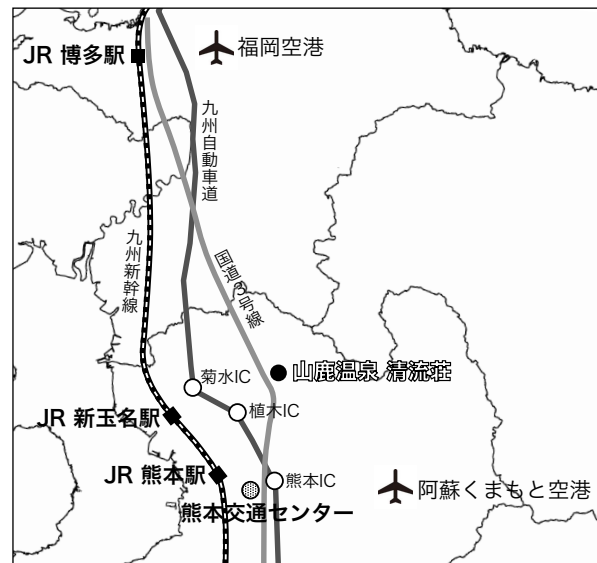 JR 博多駅
福岡空港
九州自動車道
九州新幹線
国道3号線
菊水IC
山鹿温泉 清流荘
植木IC
JR 新玉名駅
JR 熊本駅
熊本IC
阿蘇くまもと空港
熊本交通センター